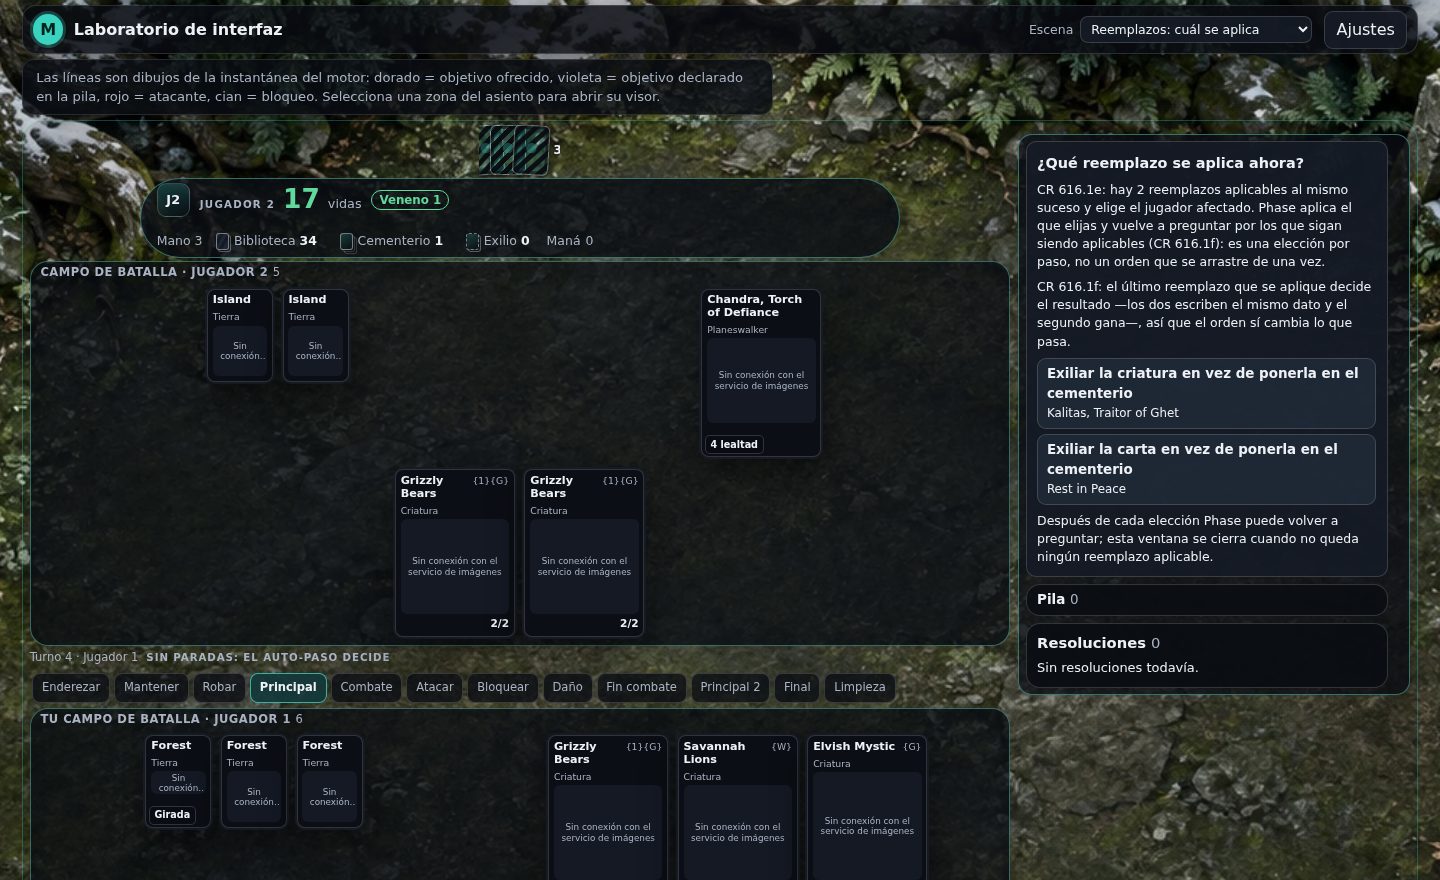 M Laboratorio de interfaz
Escena Reemplazos: cuál se aplica Ajustes
Las líneas son dibujos de la instantánea del motor: dorado = objetivo ofrecido, violeta = objetivo declarado
en la pila, rojo = atacante, cian = bloqueo. Selecciona una zona del asiento para abrir su visor.
3
J2 JUGADOR 2 17 vidas Veneno 1
Mano 3 Biblioteca 34 Cementerio 1 Exilio 0 Maná 0
CAMPO DE BATALLA · JUGADOR 2 5
Island
Tierra
Sin
conexión..
Island
Tierra
Sin
conexión..
Chandra, Torch
of Defiance
Planeswalker
Sin conexión con el
servicio de imágenes
4 lealtad
Grizzly
Bears
{1}{G}
Criatura
Sin conexión con el
servicio de imágenes
2/2
Grizzly
Bears
{1}{G}
Criatura
Sin conexión con el
servicio de imágenes
2/2
Turno 4 · Jugador 1 SIN PARADAS: EL AUTO-PASO DECIDE
Enderezar Mantener Robar Principal Combate Atacar Bloquear Daño Fin combate Principal 2 Final Limpieza
TU CAMPO DE BATALLA · JUGADOR 1 6
Forest
Tierra
Sin
conexión..
Girada
Forest
Tierra
Sin
conexión..
Forest
Tierra
Sin
conexión..
Grizzly
Bears
{1}{G}
Criatura
Sin conexión con el
servicio de imágenes
Savannah
Lions
{W}
Criatura
Sin conexión con el
servicio de imágenes
Elvish Mystic {G}
Criatura
Sin conexión con el
servicio de imágenes
¿Qué reemplazo se aplica ahora?
CR 616.1e: hay 2 reemplazos aplicables al mismo
suceso y elige el jugador afectado. Phase aplica el
que elijas y vuelve a preguntar por los que sigan
siendo aplicables (CR 616.1f): es una elección por
paso, no un orden que se arrastre de una vez.
CR 616.1f: el último reemplazo que se aplique decide
el resultado —los dos escriben el mismo dato y el
segundo gana—, así que el orden sí cambia lo que
pasa.
Exiliar la criatura en vez de ponerla en el
cementerio
Kalitas, Traitor of Ghet
Exiliar la carta en vez de ponerla en el
cementerio
Rest in Peace
Después de cada elección Phase puede volver a
preguntar; esta ventana se cierra cuando no queda
ningún reemplazo aplicable.
Pila 0
Resoluciones 0
Sin resoluciones todavía.